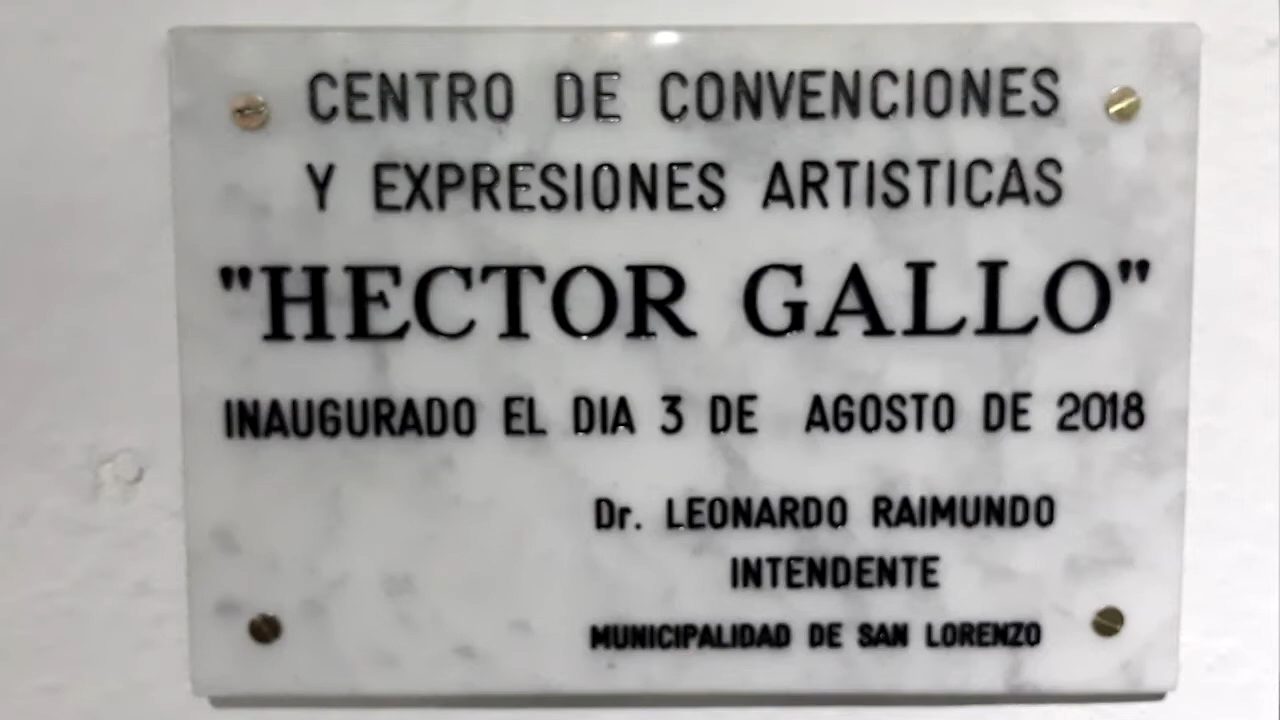 CENTRO DE CONVENCIONES
Y EXPRESIONES ARTISTICAS
"HECTOR GALLO"
INAUGURADO EL DIA 3 DE AGOSTO DE 2018
Dr. LEONARDO RAIMUNDO
INTENDENTE
MUNICIPALIDAD DE SAN LORENZO